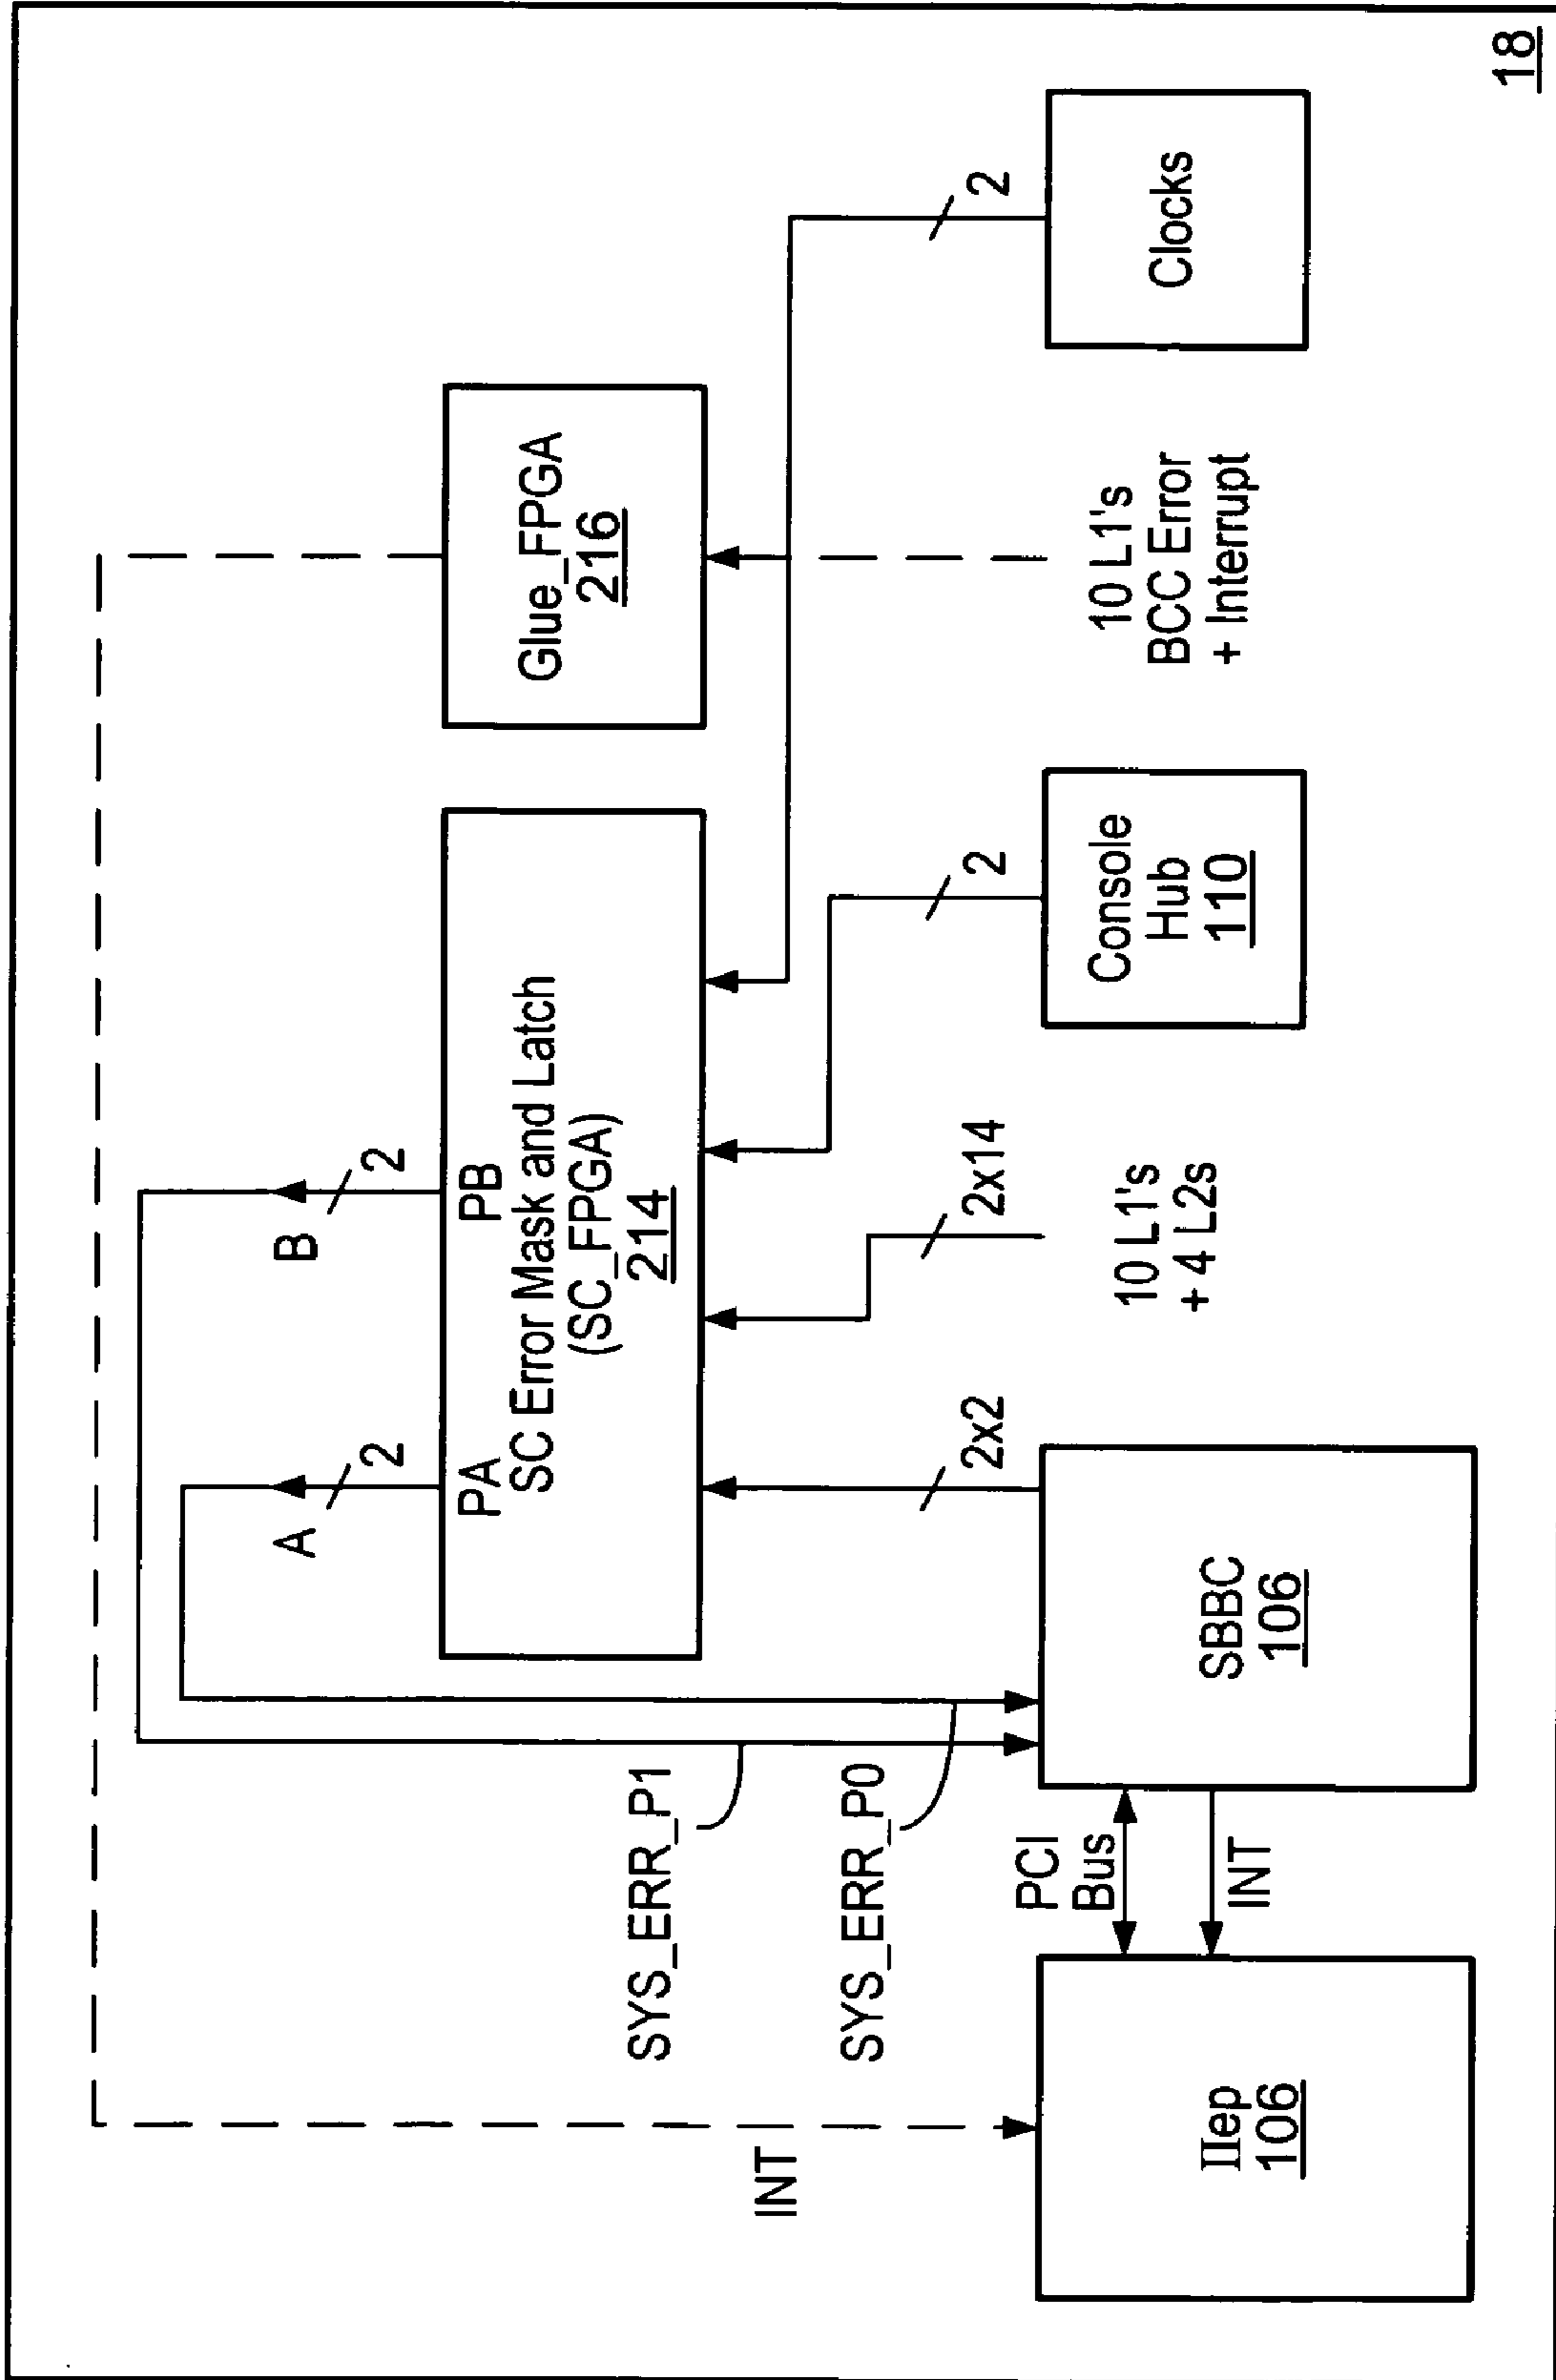 18
INT
SYS_ERR_P1
SYS_ERR_P0
A
2
B
2
PA
PB
SC Error Mask and Latch
(SC_FPGA)
214
Glue_FPGA
216
PCI
Bus
INT
2x2
2x14
2
2
IIep
106
SBBC
106
10 L1's
+ 4 L2s
Console
Hub
110
10 L1's
BCC Error
+ Interrupt
Clocks